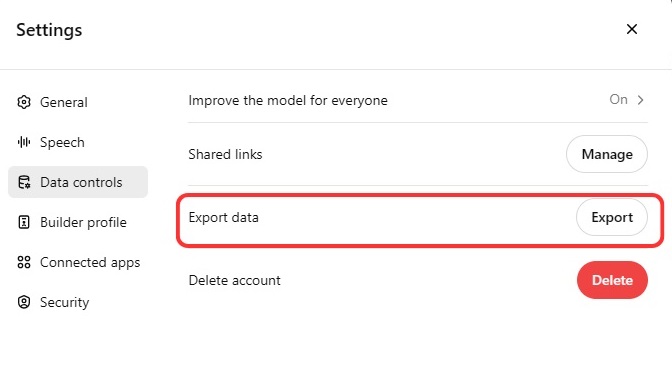 Settings
General
Speech
Data controls
Builder profile
Connected apps
Security
Improve the model for everyone On
Shared links Manage
Export data Export
Delete account Delete